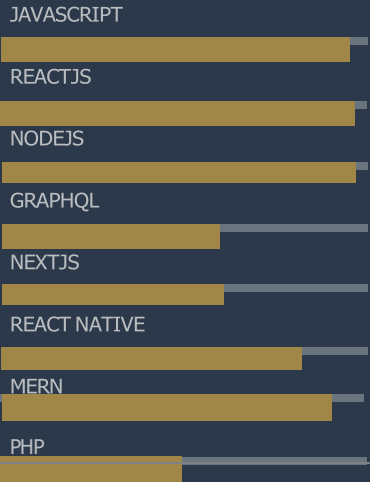 JAVASCRIPT
REACTJS
NODEJS
GRAPHQL
NEXTJS
REACT NATIVE
MERN
PHP